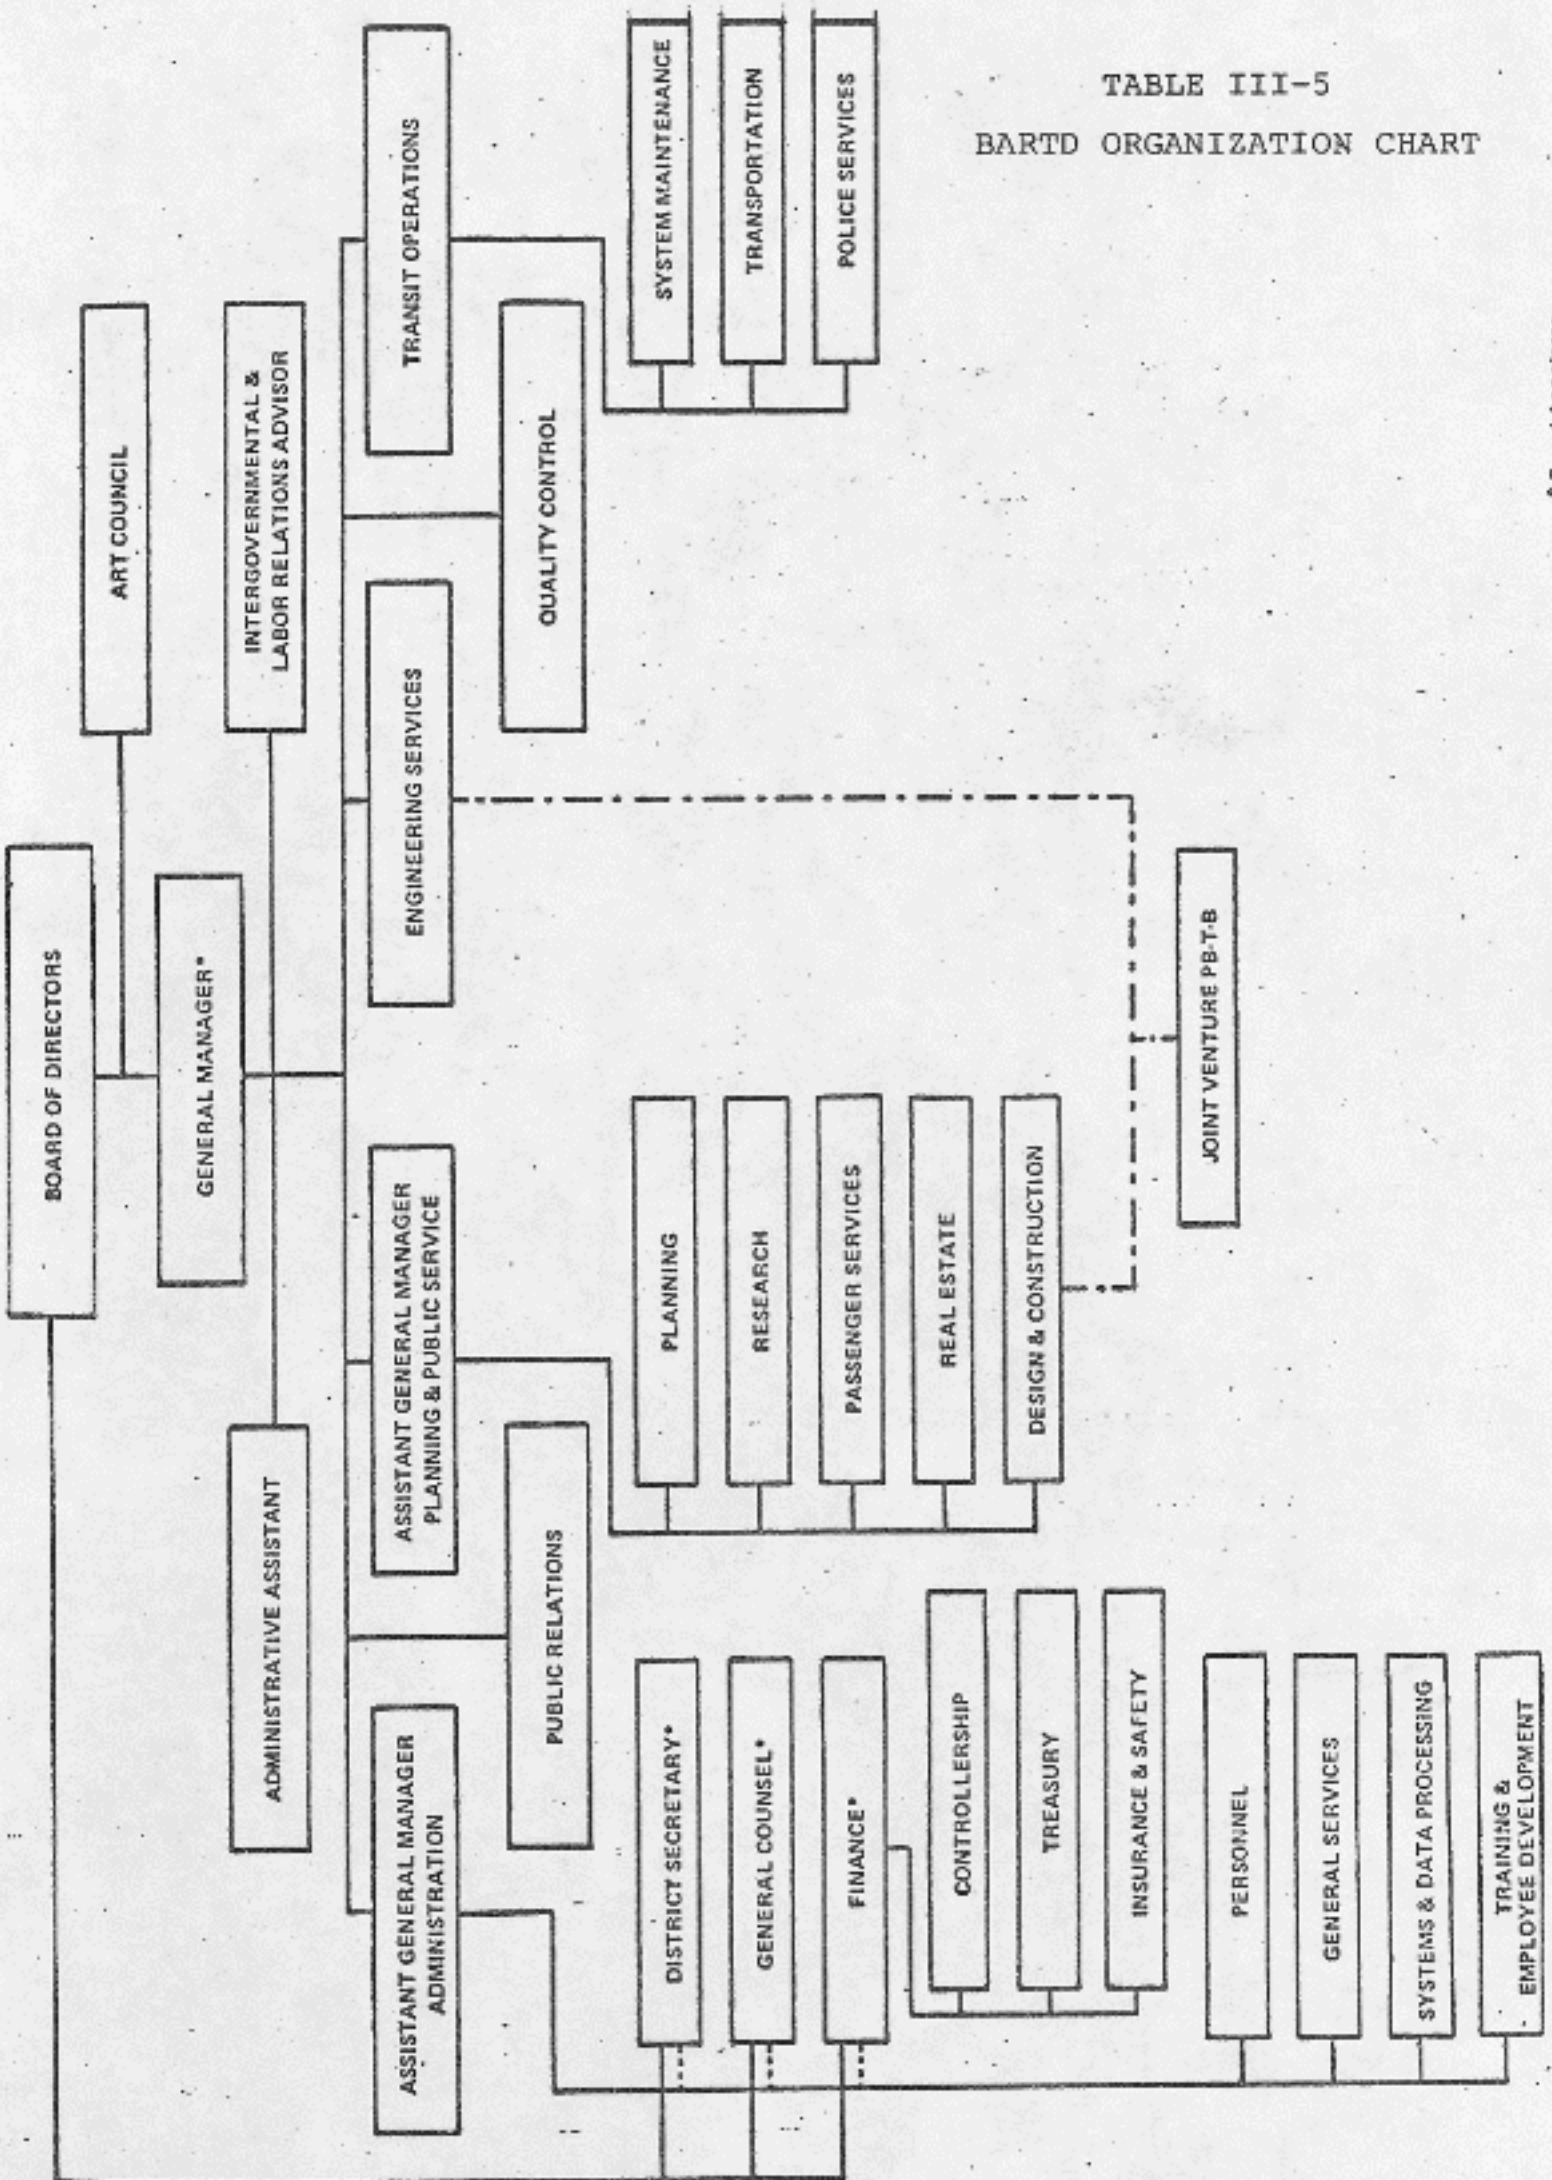 TABLE III-5
BARTD ORGANIZATION CHART
BOARD OF DIRECTORS
ART COUNCIL
GENERAL MANAGER*
ADMINISTRATIVE ASSISTANT
INTERGOVERNMENTAL &
LABOR RELATIONS ADVISOR
ASSISTANT GENERAL MANAGER
ADMINISTRATION
ASSISTANT GENERAL MANAGER
PLANNING & PUBLIC SERVICE
ENGINEERING SERVICES
TRANSIT OPERATIONS
PUBLIC RELATIONS
QUALITY CONTROL
DISTRICT SECRETARY*
GENERAL COUNSEL*
FINANCE*
CONTROLLERSHIP
TREASURY
INSURANCE & SAFETY
PERSONNEL
GENERAL SERVICES
SYSTEMS & DATA PROCESSING
TRAINING &
EMPLOYEE DEVELOPMENT
PLANNING
RESEARCH
PASSENGER SERVICES
REAL ESTATE
DESIGN & CONSTRUCTION
SYSTEM MAINTENANCE
TRANSPORTATION
POLICE SERVICES
JOINT VENTURE PB-T-B